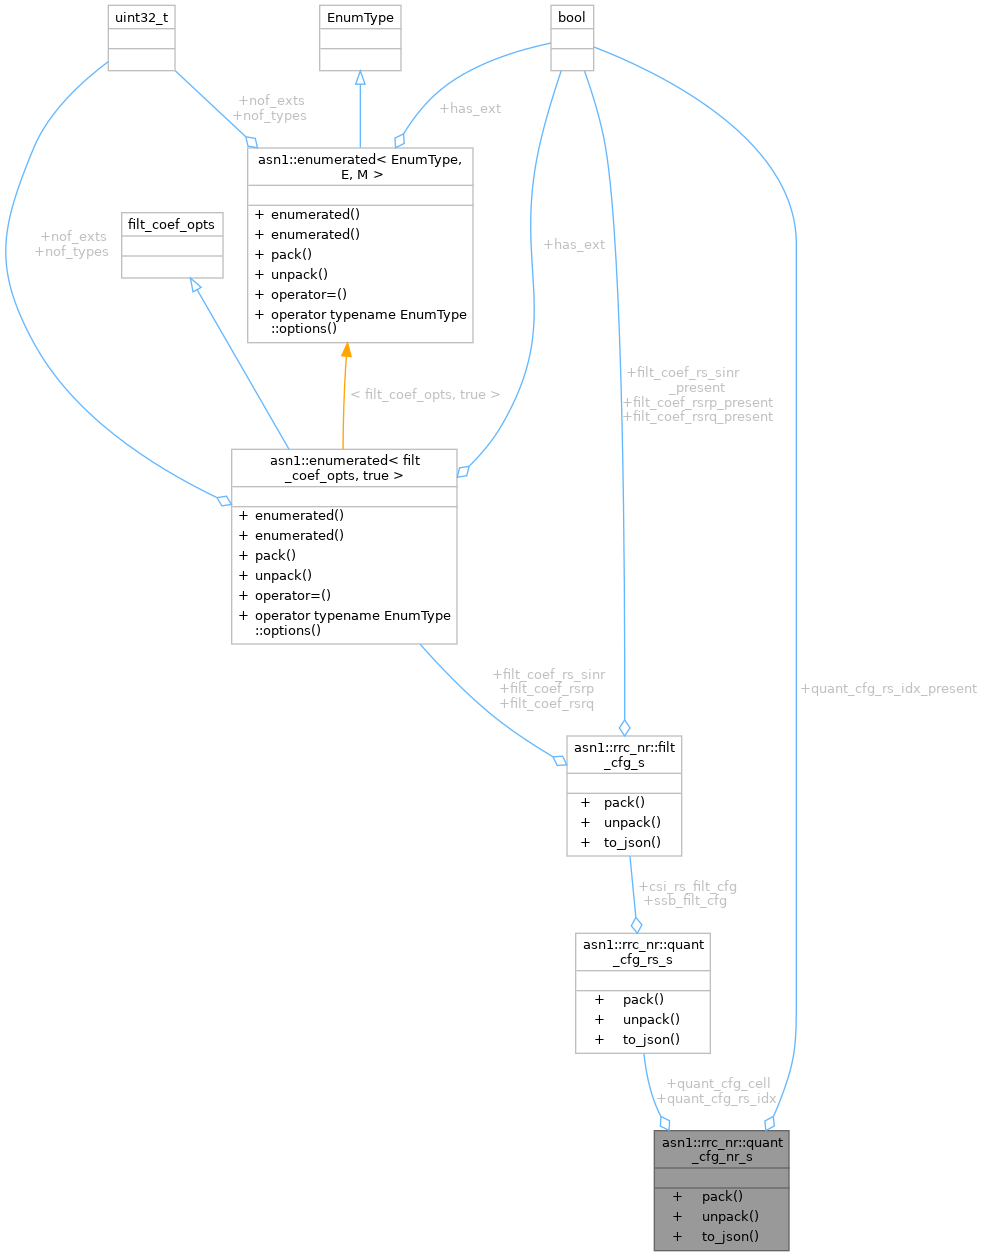 uint32_t
EnumType
bool
+nof_exts
+nof_types
+has_ext
asn1::enumerated< EnumType,
E, M >
+ enumerated()
+ enumerated()
+ pack()
+ unpack()
+ operator=()
+ operator typename EnumType
::options()
filt_coef_opts
+nof_exts
+nof_types
+has_ext
+filt_coef_rs_sinr
_present
+filt_coef_rsrp_present
+filt_coef_rsrq_present
< filt_coef_opts, true >
asn1::enumerated< filt
_coef_opts, true >
+ enumerated()
+ enumerated()
+ pack()
+ unpack()
+ operator=()
+ operator typename EnumType
::options()
+filt_coef_rs_sinr
+filt_coef_rsrp
+filt_coef_rsrq
+quant_cfg_rs_idx_present
asn1::rrc_nr::filt
_cfg_s
+ pack()
+ unpack()
+ to_json()
+csi_rs_filt_cfg
+ssb_filt_cfg
asn1::rrc_nr::quant
_cfg_rs_s
+ pack()
+ unpack()
+ to_json()
+quant_cfg_cell
+quant_cfg_rs_idx
asn1::rrc_nr::quant
_cfg_nr_s
+ pack()
+ unpack()
+ to_json()